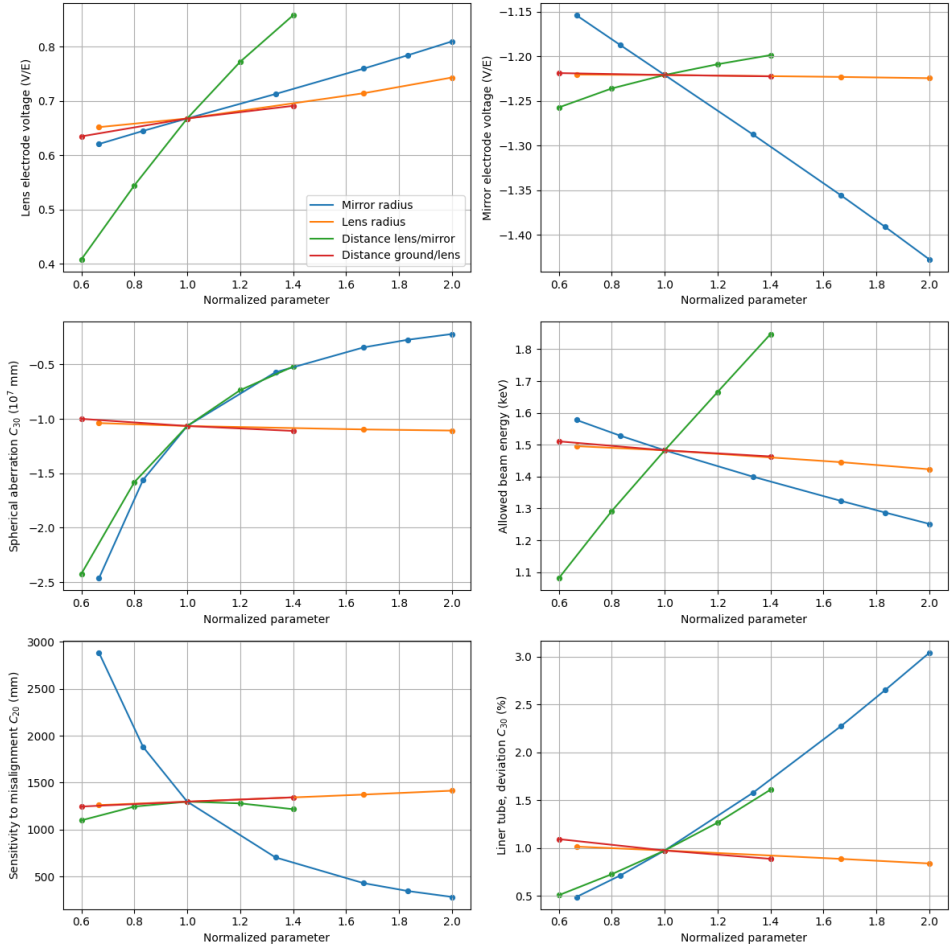 Lens electrode voltage (V/E)
0.8
0.7
0.6
0.5
0.4
Mirror radius
Lens radius
Distance lens/mirror
Distance ground/lens
0.6 0.8 1.0 1.2 1.4 1.6 1.8 2.0
Normalized parameter
Mirror electrode voltage (V/E)
−1.15
−1.20
−1.25
−1.30
−1.35
−1.40
0.6 0.8 1.0 1.2 1.4 1.6 1.8 2.0
Normalized parameter
Spherical aberration C₃₀ (10⁷ mm)
−0.5
−1.0
−1.5
−2.0
−2.5
0.6 0.8 1.0 1.2 1.4 1.6 1.8 2.0
Normalized parameter
Allowed beam energy (keV)
1.8
1.7
1.6
1.5
1.4
1.3
1.2
1.1
0.6 0.8 1.0 1.2 1.4 1.6 1.8 2.0
Normalized parameter
Sensitivity to misalignment C₂₀ (mm)
3000
2500
2000
1500
1000
500
0.6 0.8 1.0 1.2 1.4 1.6 1.8 2.0
Normalized parameter
Liner tube, deviation C₃₀ (%)
3.0
2.5
2.0
1.5
1.0
0.5
0.6 0.8 1.0 1.2 1.4 1.6 1.8 2.0
Normalized parameter